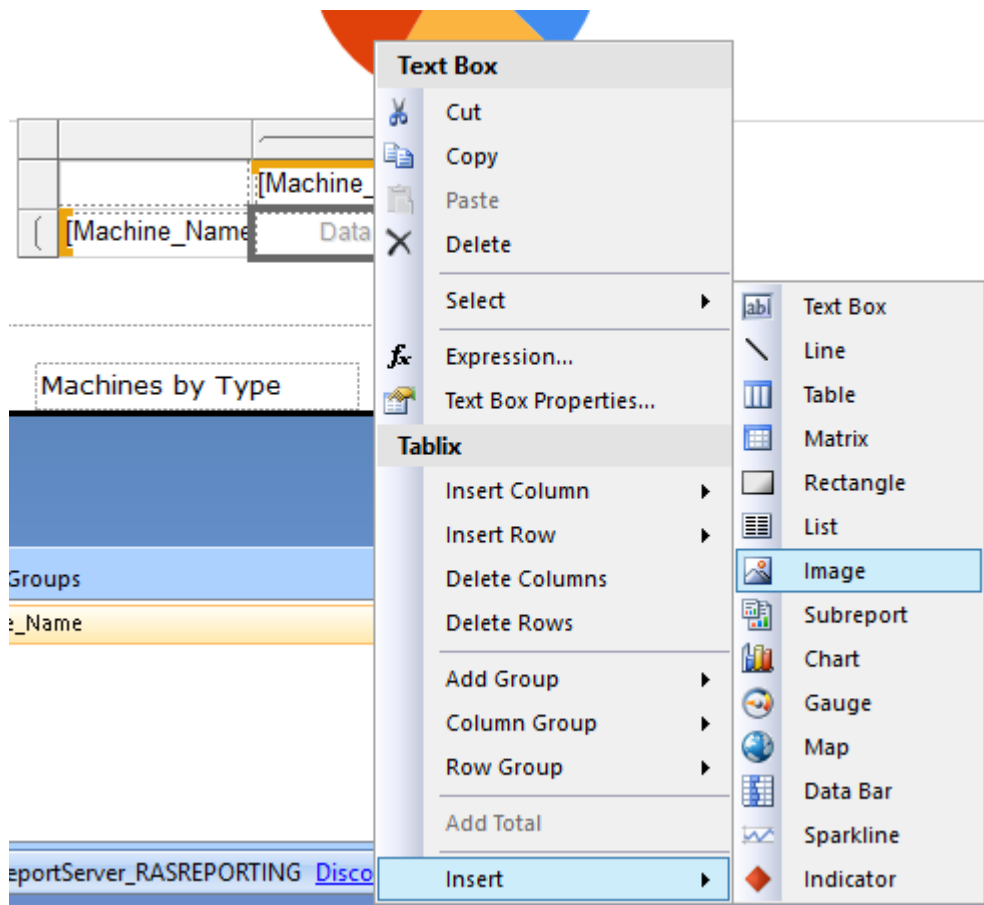 Text Box
Cut
Copy
Paste
Delete
Select
Expression...
Text Box Properties...
Tablix
Insert Column
Insert Row
Delete Columns
Delete Rows
Add Group
Column Group
Row Group
Add Total
Insert
Text Box
Line
Table
Matrix
Rectangle
List
Image
Subreport
Chart
Gauge
Map
Data Bar
Sparkline
Indicator
[Machine_
[Machine_Name
Data
Machines by Type
Groups
e_Name
eportServer_RASREPORTING Disco